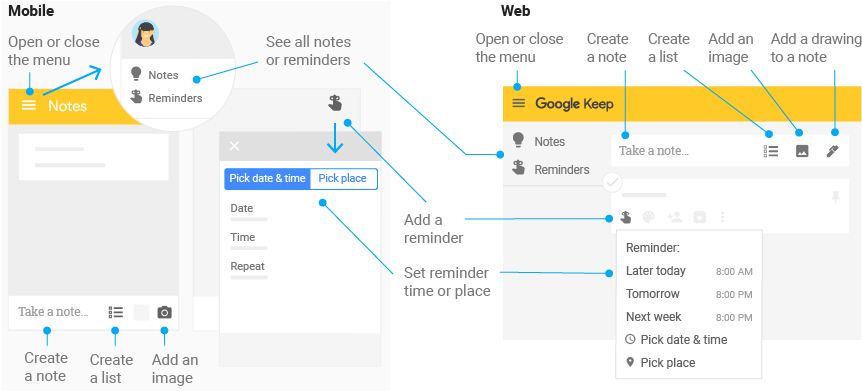 Mobile
Open or close
the menu
Notes
Notes
Reminders
See all notes
or reminders
Pick date & time
Pick place
Date
Time
Repeat
Take a note...
Create
a note
Create
a list
Add an
image
Add a
reminder
Set reminder
time or place
Web
Open or close
the menu
Create
a note
Create
a list
Add an
image
Add a drawing
to a note
Google Keep
Notes
Reminders
Take a note...
Reminder:
Later today 8:00 AM
Tomorrow 8:00 PM
Next week 8:00 PM
Pick date & time
Pick place